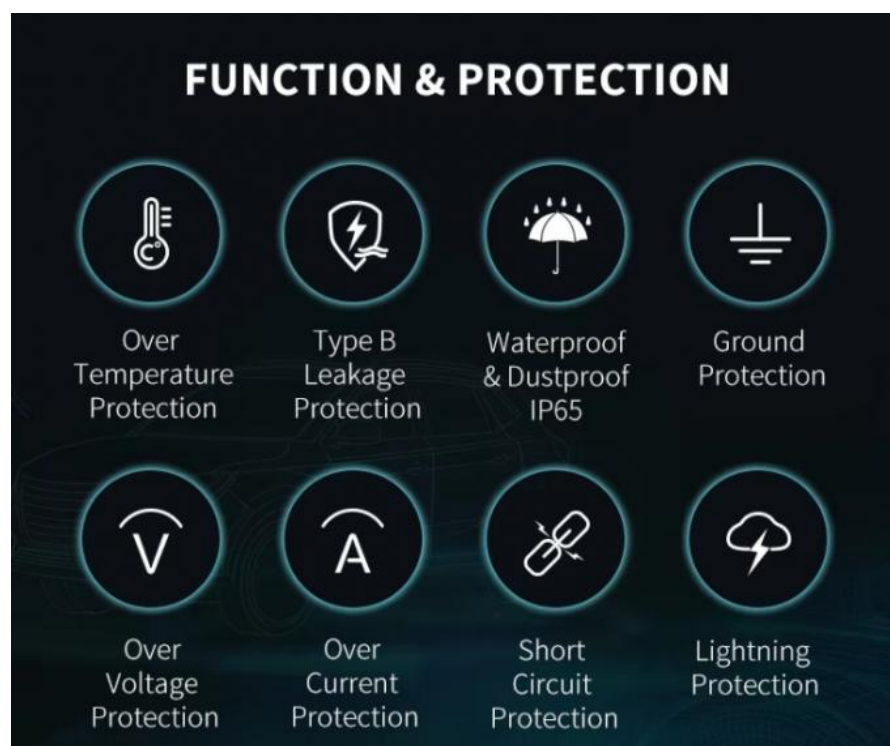 FUNCTION & PROTECTION
C°
Over
Temperature
Protection
Type B
Leakage
Protection
Waterproof
& Dustproof
IP65
Ground
Protection
V
Over
Voltage
Protection
A
Over
Current
Protection
Short
Circuit
Protection
Lightning
Protection